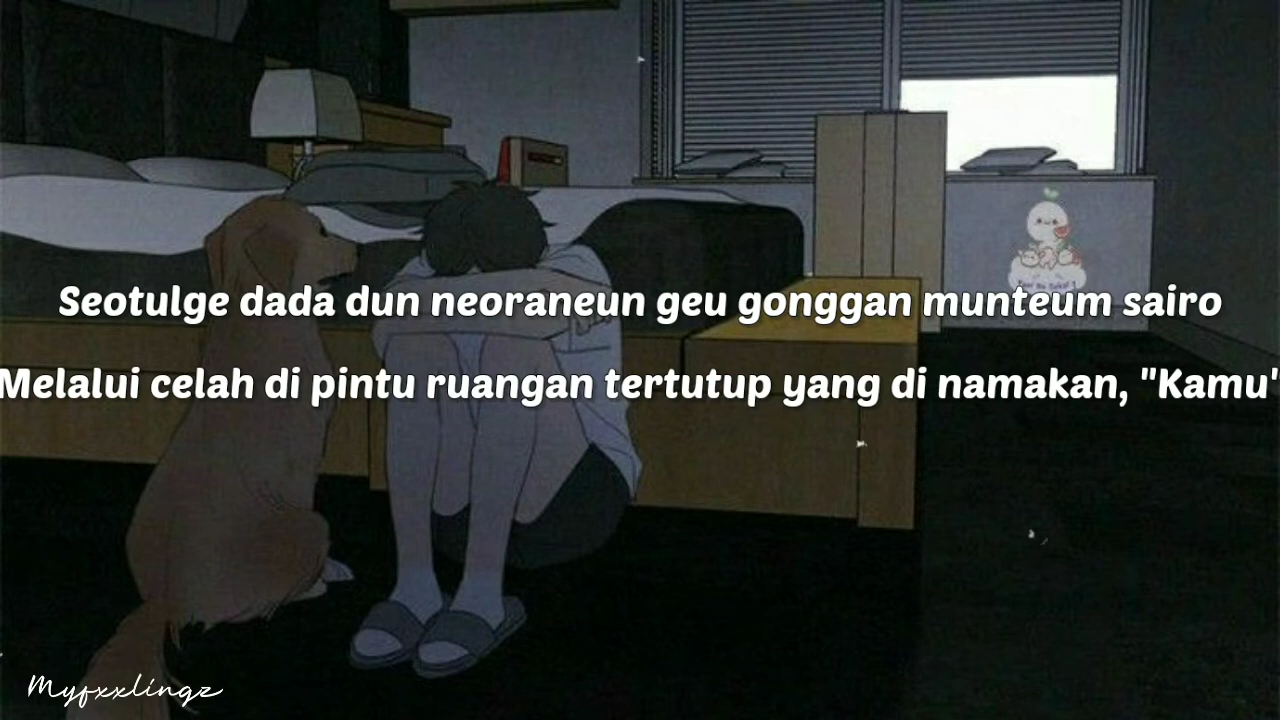 Seotulge dada dun neoraneun geu gonggan munteum sairo
Melalui celah di pintu ruangan tertutup yang di namakan, "Kamu"
Myfxxlingz